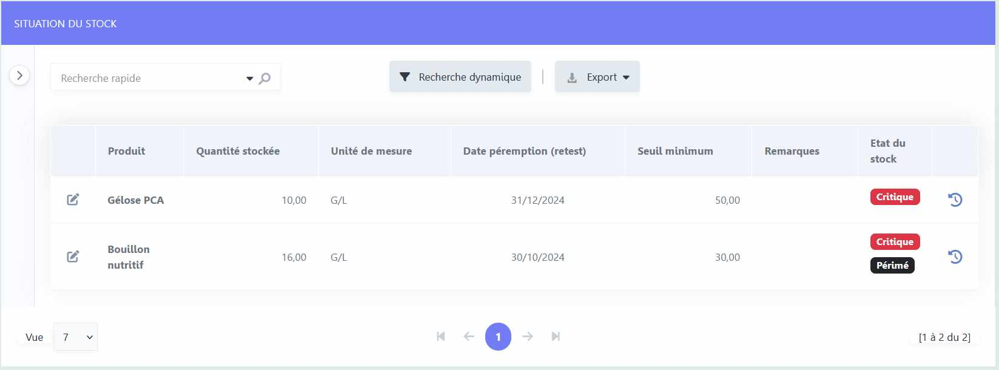 SITUATION DU STOCK
Recherche rapide
Recherche dynamique
Export
Produit
Quantité stockée
Unité de mesure
Date péremption (retest)
Seuil minimum
Remarques
Etat du
stock
Gélose PCA
10,00
G/L
31/12/2024
50,00
Critique
Bouillon
nutritif
16,00
G/L
30/10/2024
30,00
Critique
Périmé
Vue
7
1
[1 à 2 du 2]